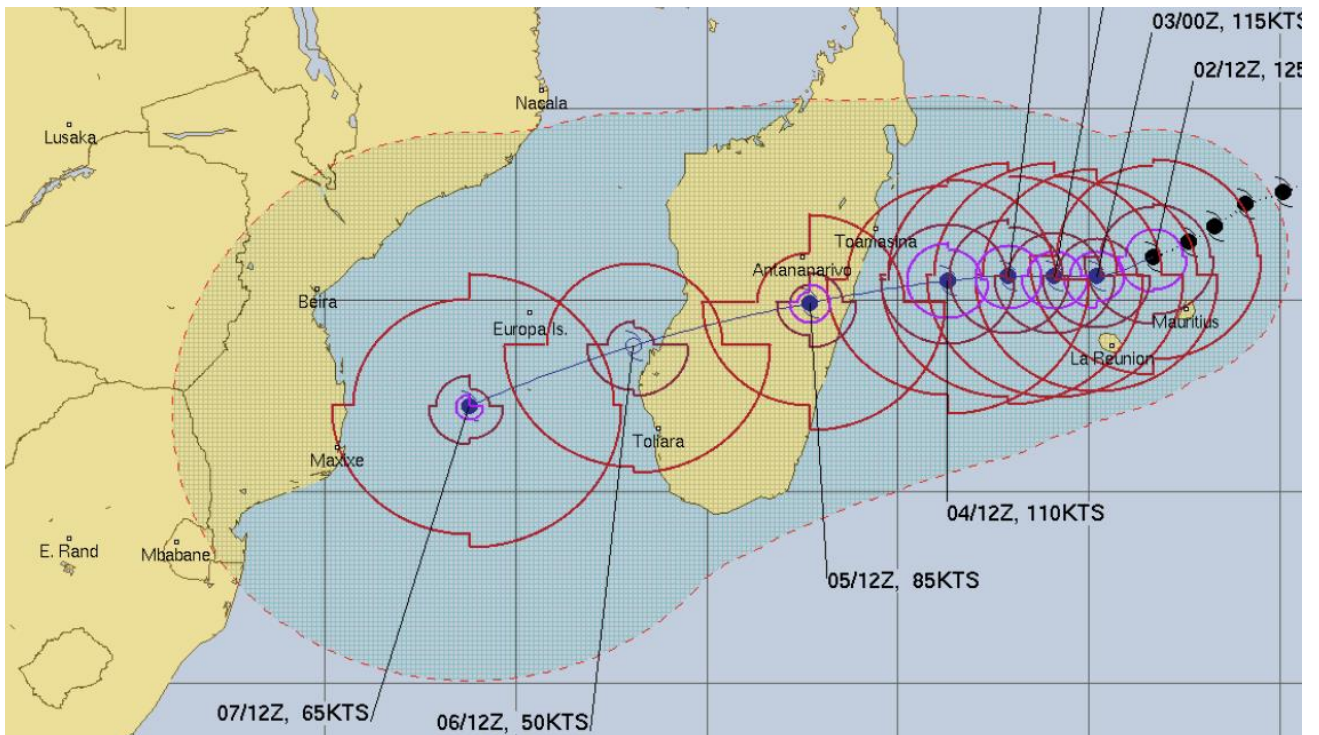 03/00Z, 115KTS
02/12Z, 125
Nacala
Lusaka
Toamasina
Antananarivo
Beira
Europa Is.
Mauritius
La Reunion
Toliara
Maxixe
04/12Z, 110KTS
E. Rand
Mbabane
05/12Z, 85KTS
07/12Z, 65KTS
06/12Z, 50KTS